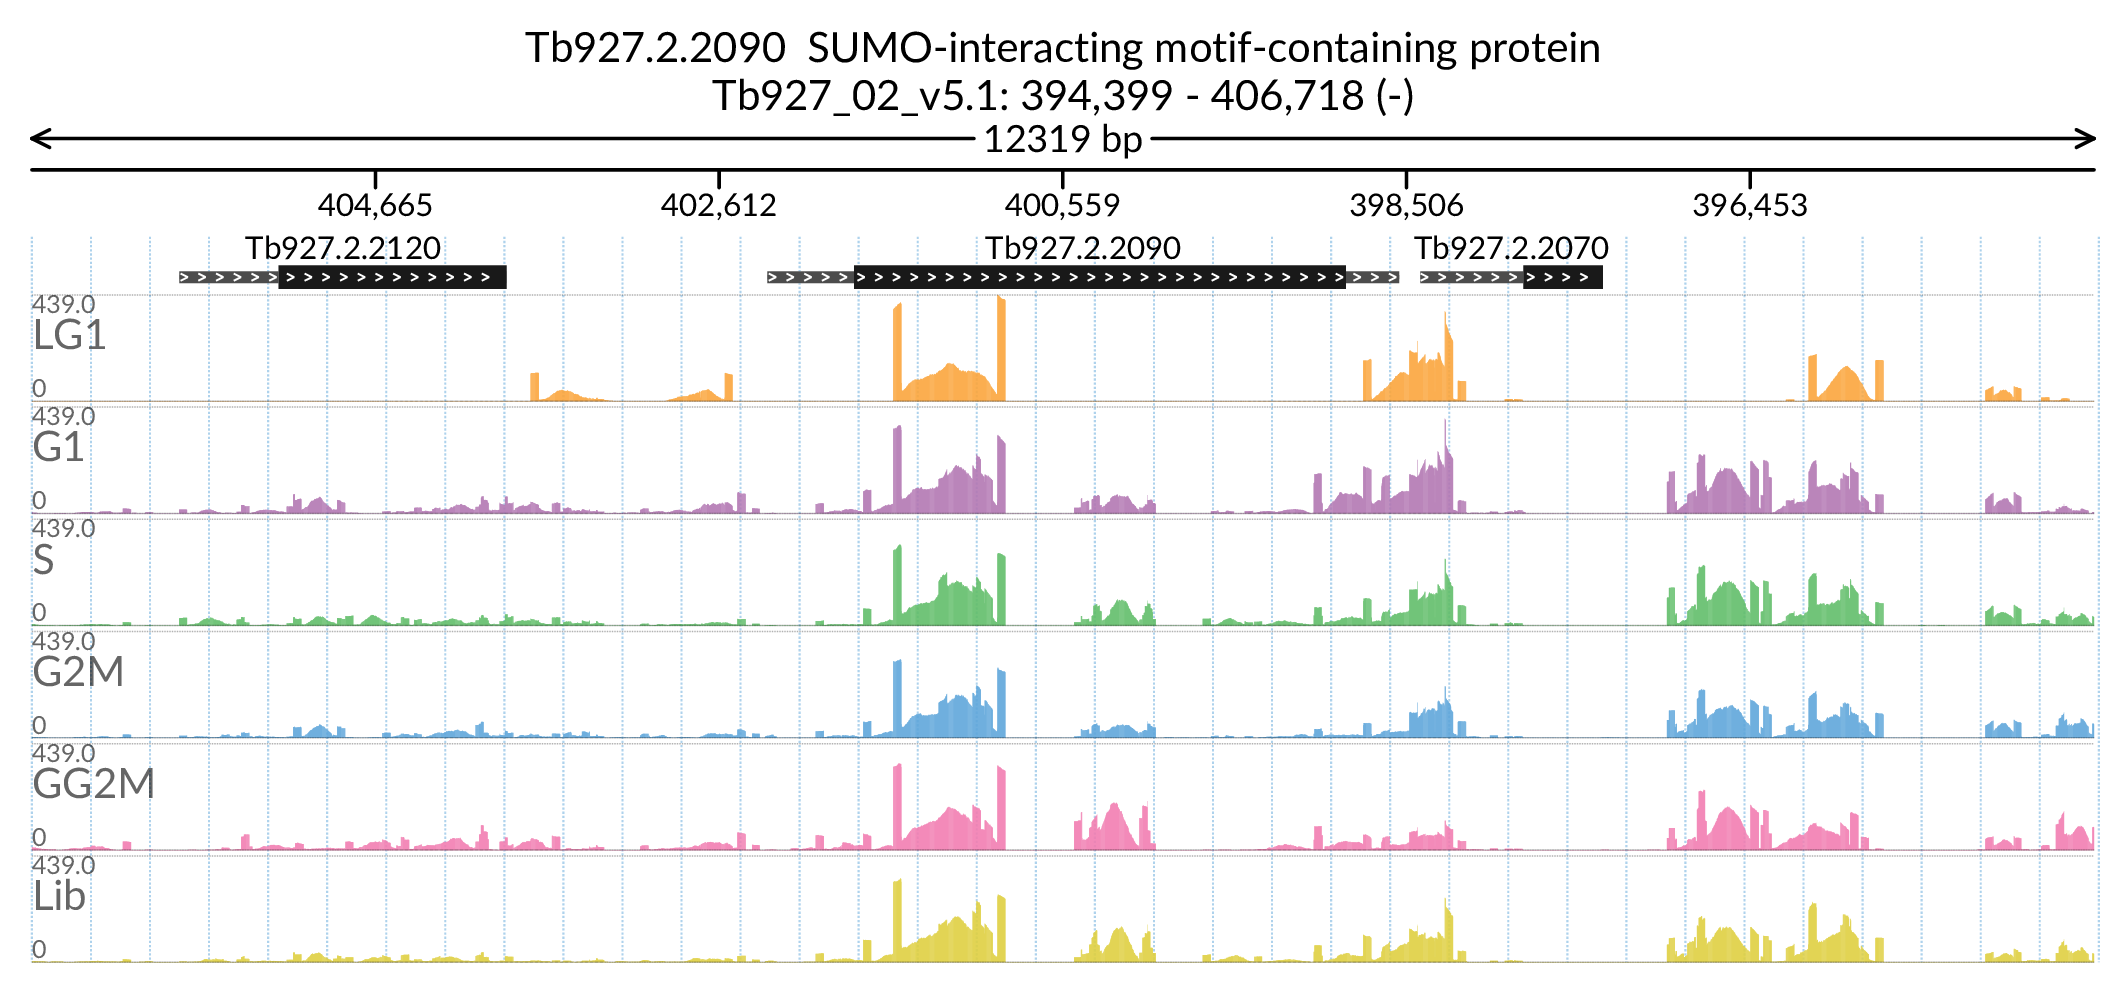 Tb927.2.2090  SUMO-interacting motif-containing protein
Tb927_02_v5.1: 394,399 - 406,718 (-)
12319 bp
404,665 402,612 400,559 398,506 396,453
Tb927.2.2120 Tb927.2.2090 Tb927.2.2070
439.0
LG1
0
439.0
G1
0
439.0
S
0
439.0
G2M
0
439.0
GG2M
0
439.0
Lib
0